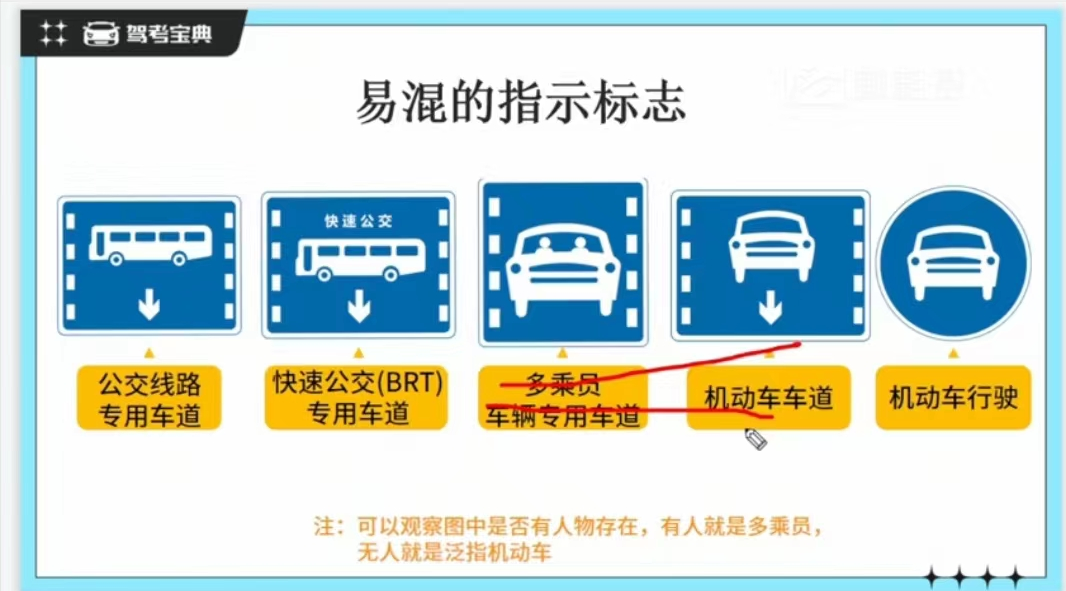 驾考宝典
易混的指示标志
快速公交
公交线路
专用车道
快速公交(BRT)
专用车道
多乘员
车辆专用车道
机动车车道
机动车行驶
注：可以观察图中是否有人物存在，有人就是多乘员，
无人就是泛指机动车